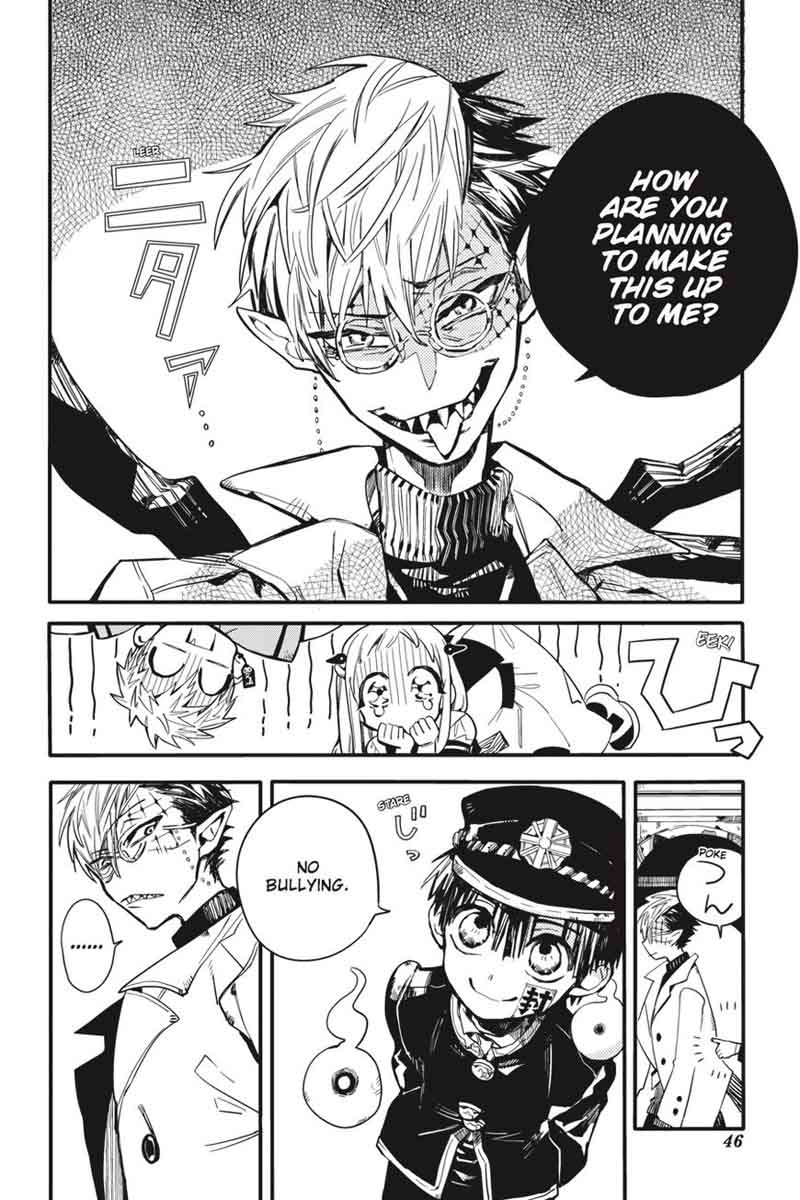 HOW
ARE YOU
PLANNING
TO MAKE
THIS UP
TO ME?
LEER
ニタァ...
EEK!
ひっ
POKE
つん
STARE
じっ
封
NO
BULLYING.
......
46